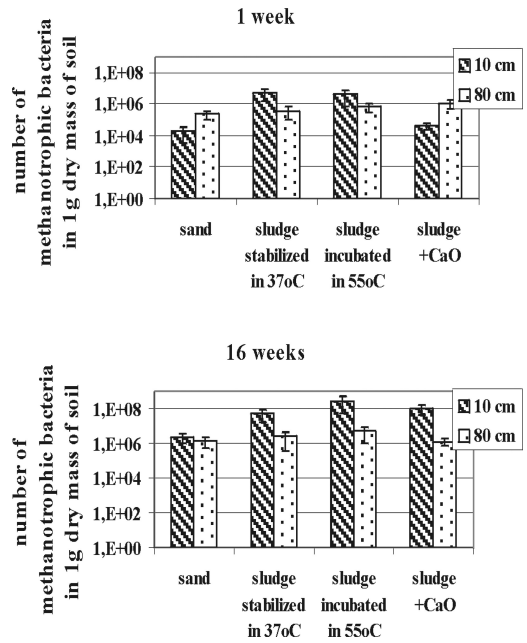 1 week
number of
methanotrophic bacteria
in 1g dry mass of soil
1,E+08
1,E+06
1,E+04
1,E+02
1,E+00
10 cm
80 cm
sand
sludge
stabilized
in 37oC
sludge
incubated
in 55oC
sludge
+CaO
16 weeks
number of
methanotrophic bacteria
in 1g dry mass of soil
1,E+08
1,E+06
1,E+04
1,E+02
1,E+00
10 cm
80 cm
sand
sludge
stabilized
in 37oC
sludge
incubated
in 55oC
sludge
+CaO